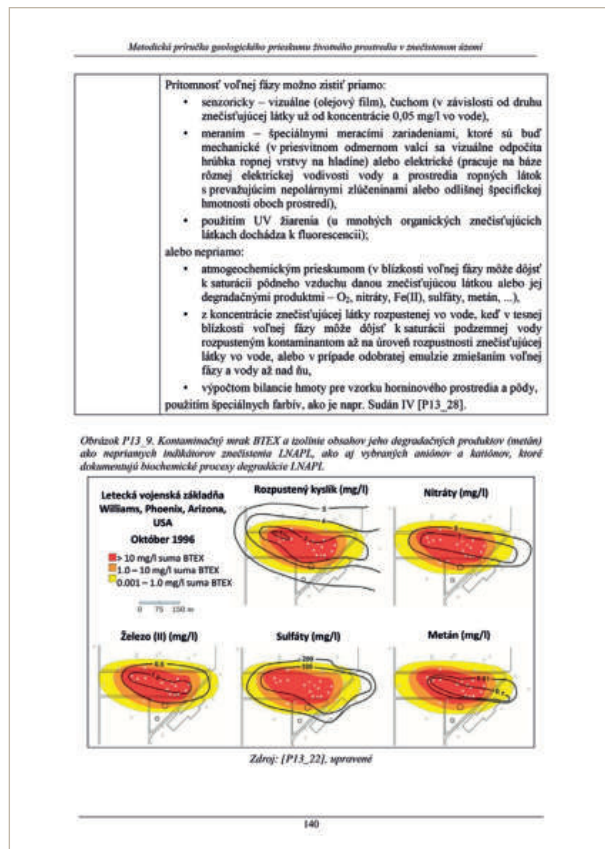 Metodická príručka geologického prieskumu životného prostredia v znečistenom území
Prítomnosť voľnej fázy možno zistiť priamo:
• senzoricky – vizuálne (olejový film), čuchom (v závislosti od druhu
znečisťujúcej látky už od koncentrácie 0,05 mg/l vo vode),
• meraním – špeciálnymi meracími zariadeniami, ktoré sú buď
mechanické (v priesvitnom odmernom valci sa vizuálne odpočíta
hrúbka ropnej vrstvy na hladine) alebo elektrické (pracuje na báze
rôznej elektrickej vodivosti vody a prostredia ropných látok
s prevažujúcim nepolárnymi zlúčeninami alebo odlišnej špecifickej
hmotnosti oboch prostredí),
• použitím UV žiarenia (u mnohých organických znečisťujúcich
látkach dochádza k fluorescencii);
alebo nepriamo:
• atmogeochemickým prieskumom (v blízkosti voľnej fázy môže dôjsť
k saturácii pôdneho vzduchu danou znečisťujúcou látkou alebo jej
degradačnými produktmi – O2, nitráty, Fe(II), sulfáty, metán, ...),
• z koncentrácie znečisťujúcej látky rozpustenej vo vode, keď v tesnej
blízkosti voľnej fázy môže dôjsť k saturácii podzemnej vody
rozpusteným kontaminantom až na úroveň rozpustnosti znečisťujúcej
látky vo vode, alebo v prípade odobratej emulzie zmiešaním voľnej
fázy a vody až nad ňu,
• výpočtom bilancie hmoty pre vzorku horninového prostredia a pôdy,
použitím špeciálnych farbív, ako je napr. Sudán IV [P13_28].
Obrázok P13_9. Kontaminačný mrak BTEX a izolínie obsahov jeho degradačných produktov (metán)
ako nepriamych indikátorov znečistenia LNAPL, ako aj vybraných aniónov a katiónov, ktoré
dokumentujú biochemické procesy degradácie LNAPL
Letecká vojenská základňa
Williams, Phoenix, Arizona,
USA
Október 1996
> 10 mg/l suma BTEX
1.0 – 10 mg/l suma BTEX
0.001 – 1.0 mg/l suma BTEX
0 75 150 m
Rozpustený kyslík (mg/l)
Nitráty (mg/l)
Železo (II) (mg/l)
Sulfáty (mg/l)
200
Metán (mg/l)
Zdroj: [P13_22], upravené
140